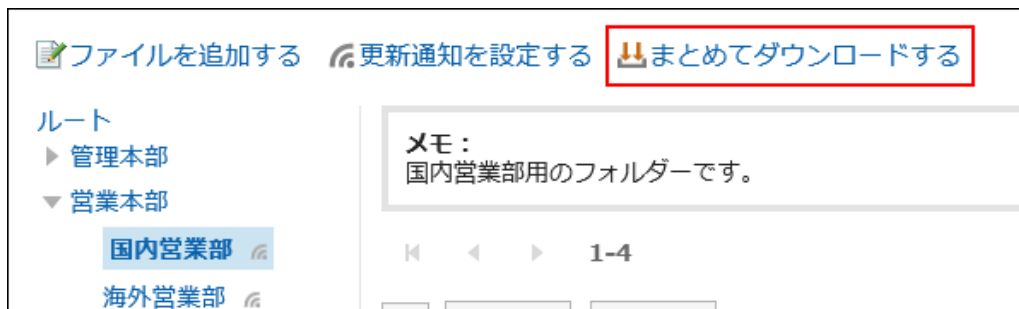 ファイルを追加する 更新通知を設定する まとめてダウンロードする
ルート
管理本部
営業本部
国内営業部
海外営業部
メモ：
国内営業部用のフォルダーです。
1-4